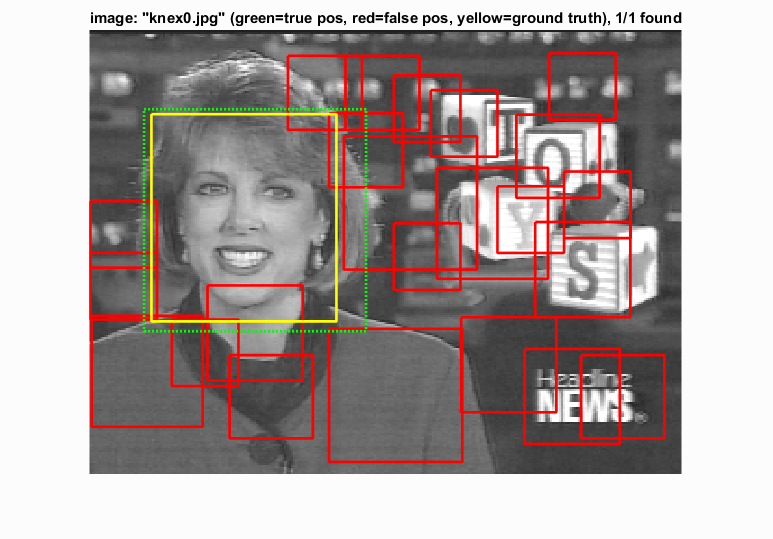 image: "knex0.jpg" (green=true pos, red=false pos, yellow=ground truth), 1/1 found
T
O
Y
S
Headline
NEWS®